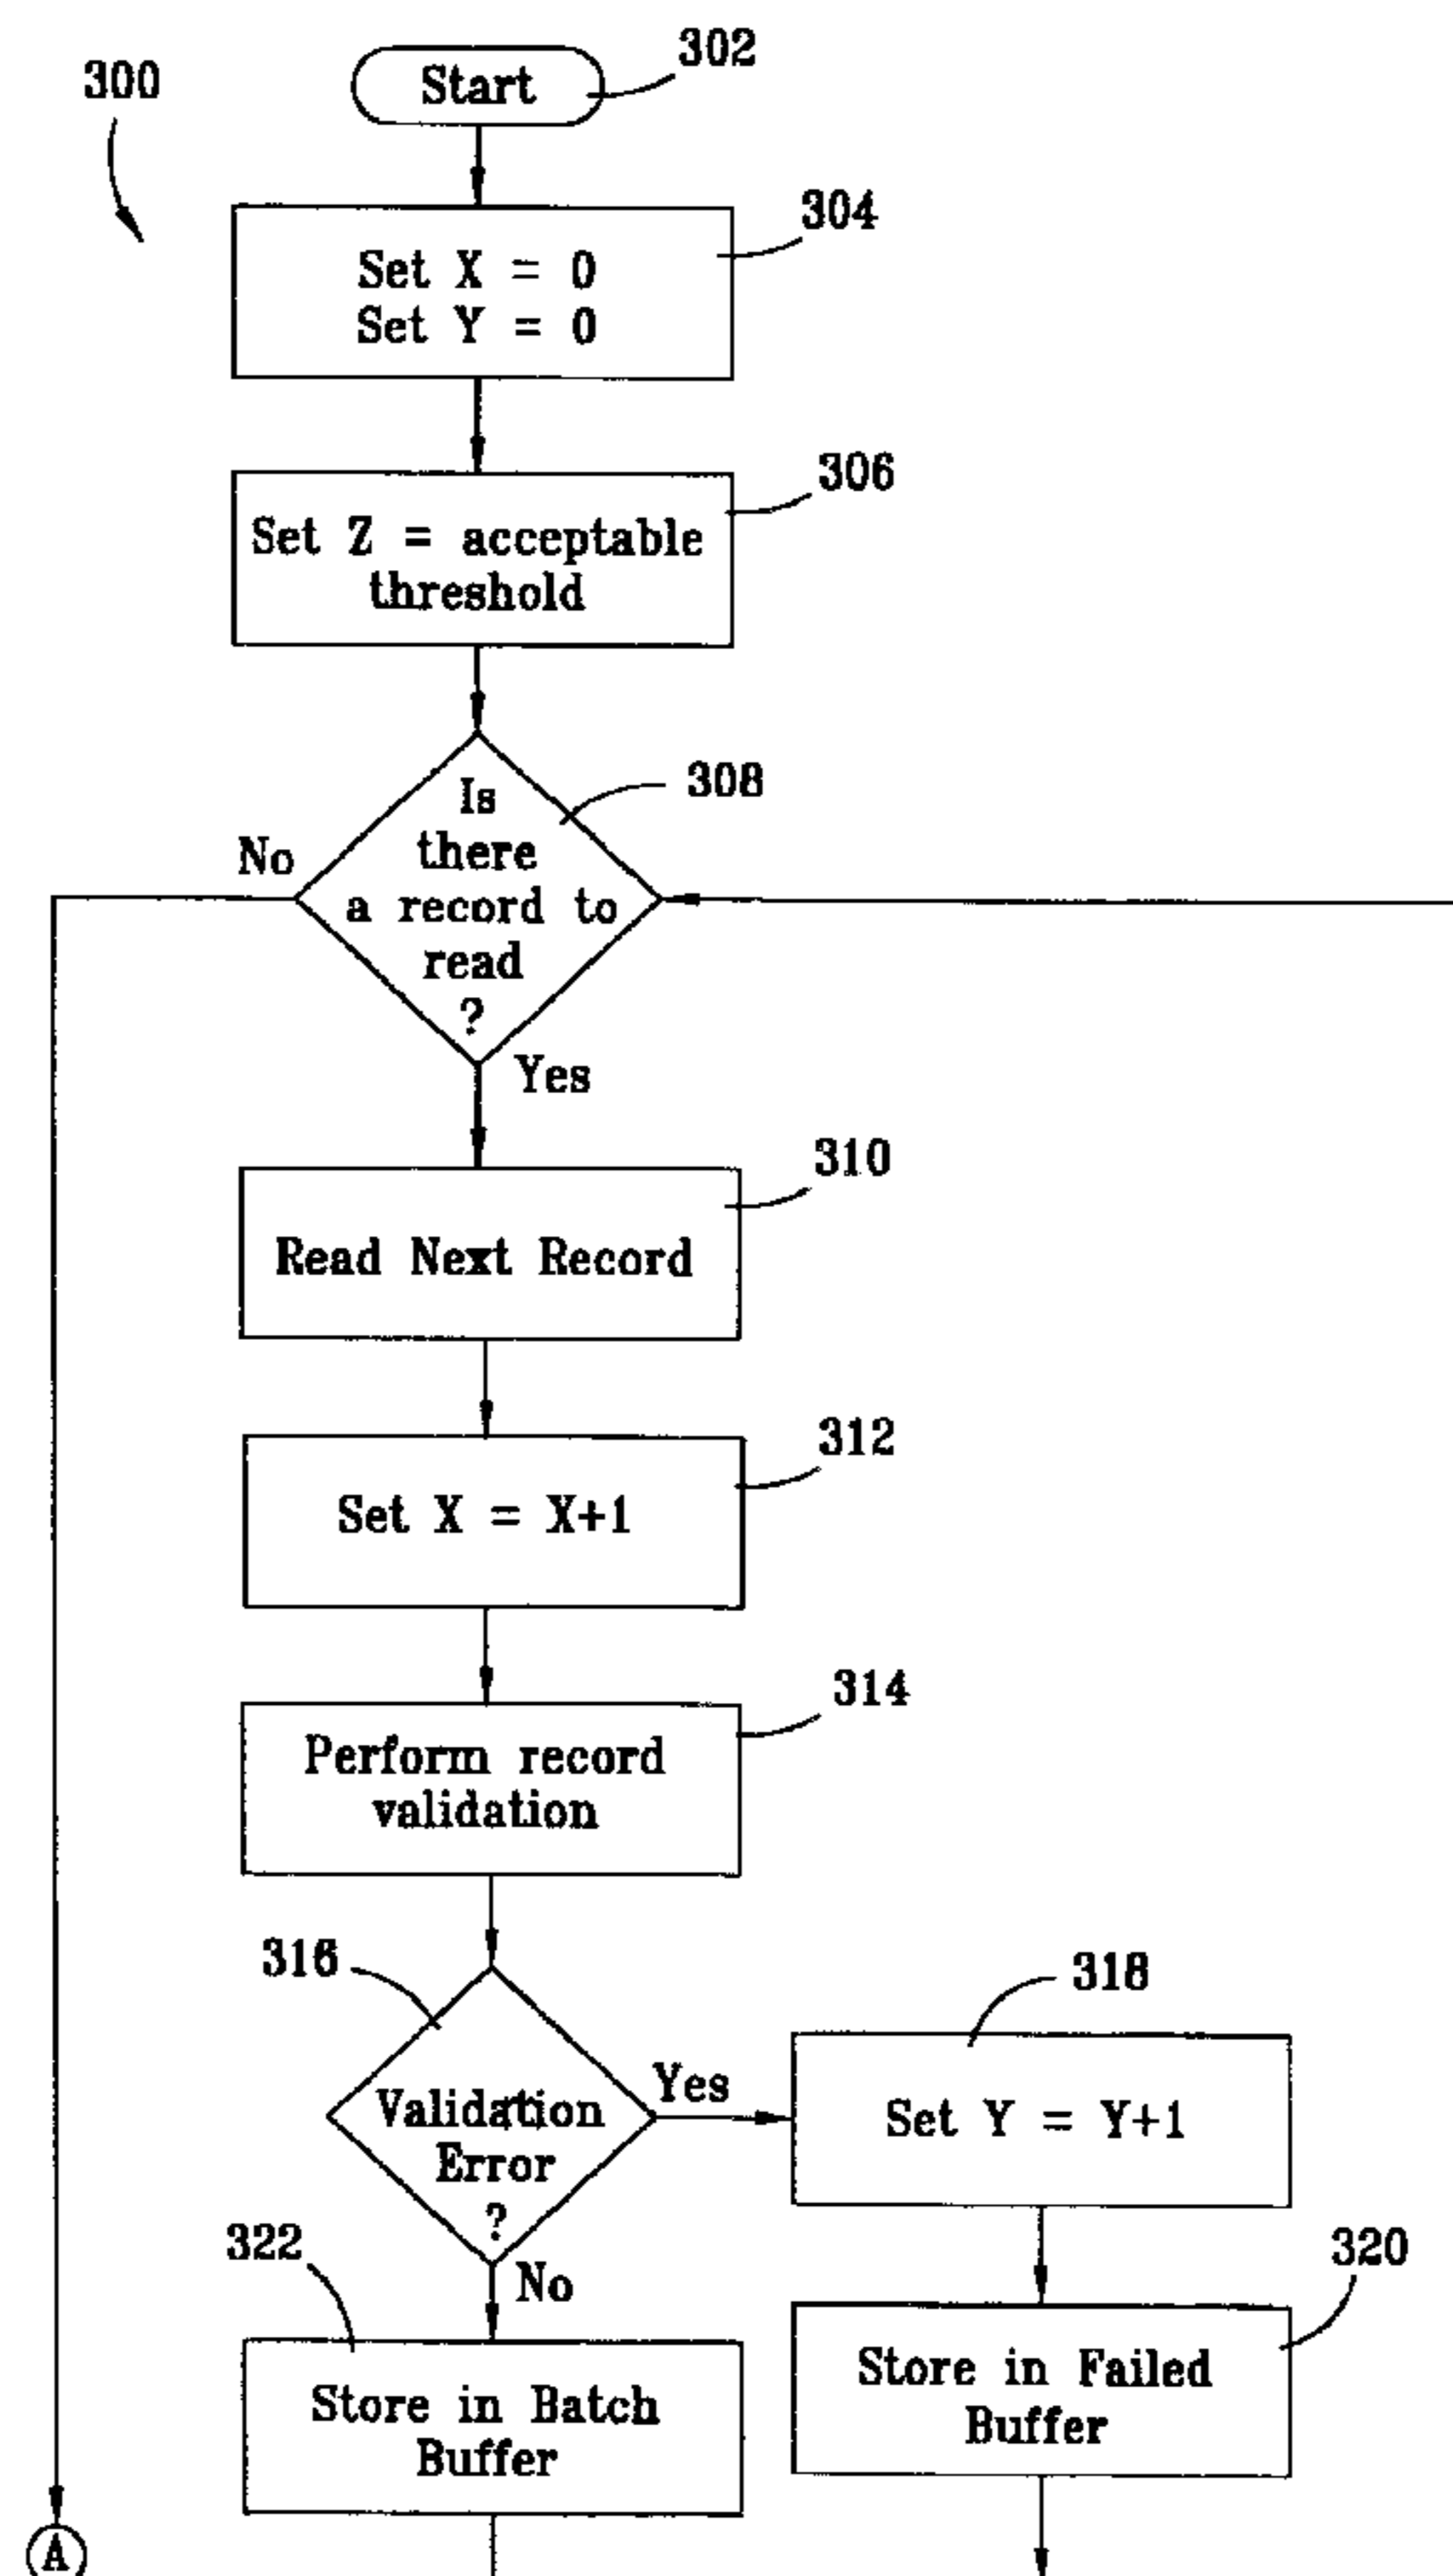 300
Start
302
304
Set X = 0
Set Y = 0
306
Set Z = acceptable
threshold
308
Is
there
a record to
read
?
No
Yes
310
Read Next Record
312
Set X = X+1
314
Perform record
validation
316
Validation
Error
?
Yes
318
Set Y = Y+1
No
320
Store in Failed
Buffer
322
Store in Batch
Buffer
A